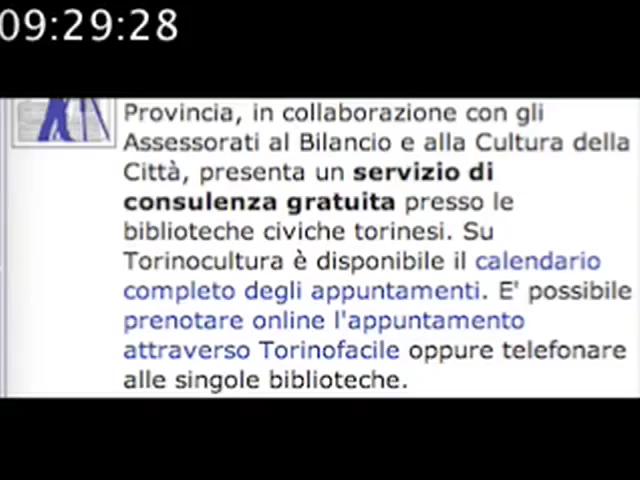 09:29:28
Provincia, in collaborazione con gli
Assessorati al Bilancio e alla Cultura della
Città, presenta un servizio di
consulenza gratuita presso le
biblioteche civiche torinesi. Su
Torinocultura è disponibile il calendario
completo degli appuntamenti. E' possibile
prenotare online l'appuntamento
attraverso Torinofacile oppure telefonare
alle singole biblioteche.